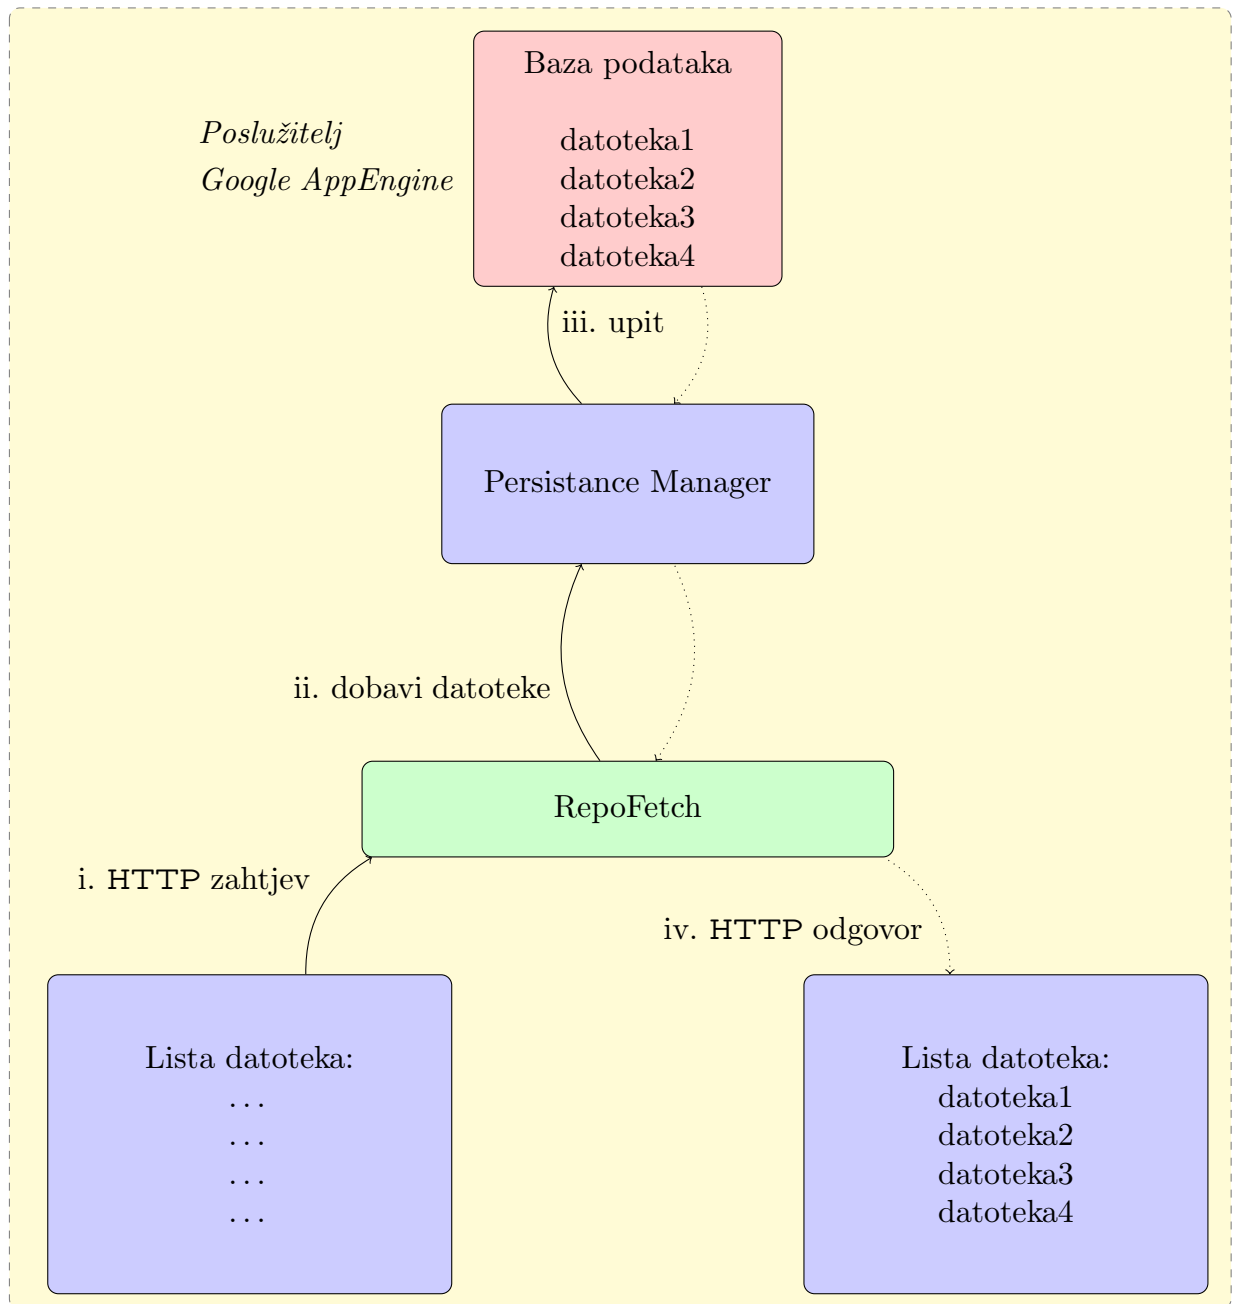 Baza podataka
datoteka1
datoteka2
datoteka3
datoteka4
Poslužitelj
Google AppEngine
iii. upit
Persistance Manager
ii. dobavi datoteke
RepoFetch
i. HTTP zahtjev
iv. HTTP odgovor
Lista datoteka:
...
...
...
...
Lista datoteka:
datoteka1
datoteka2
datoteka3
datoteka4